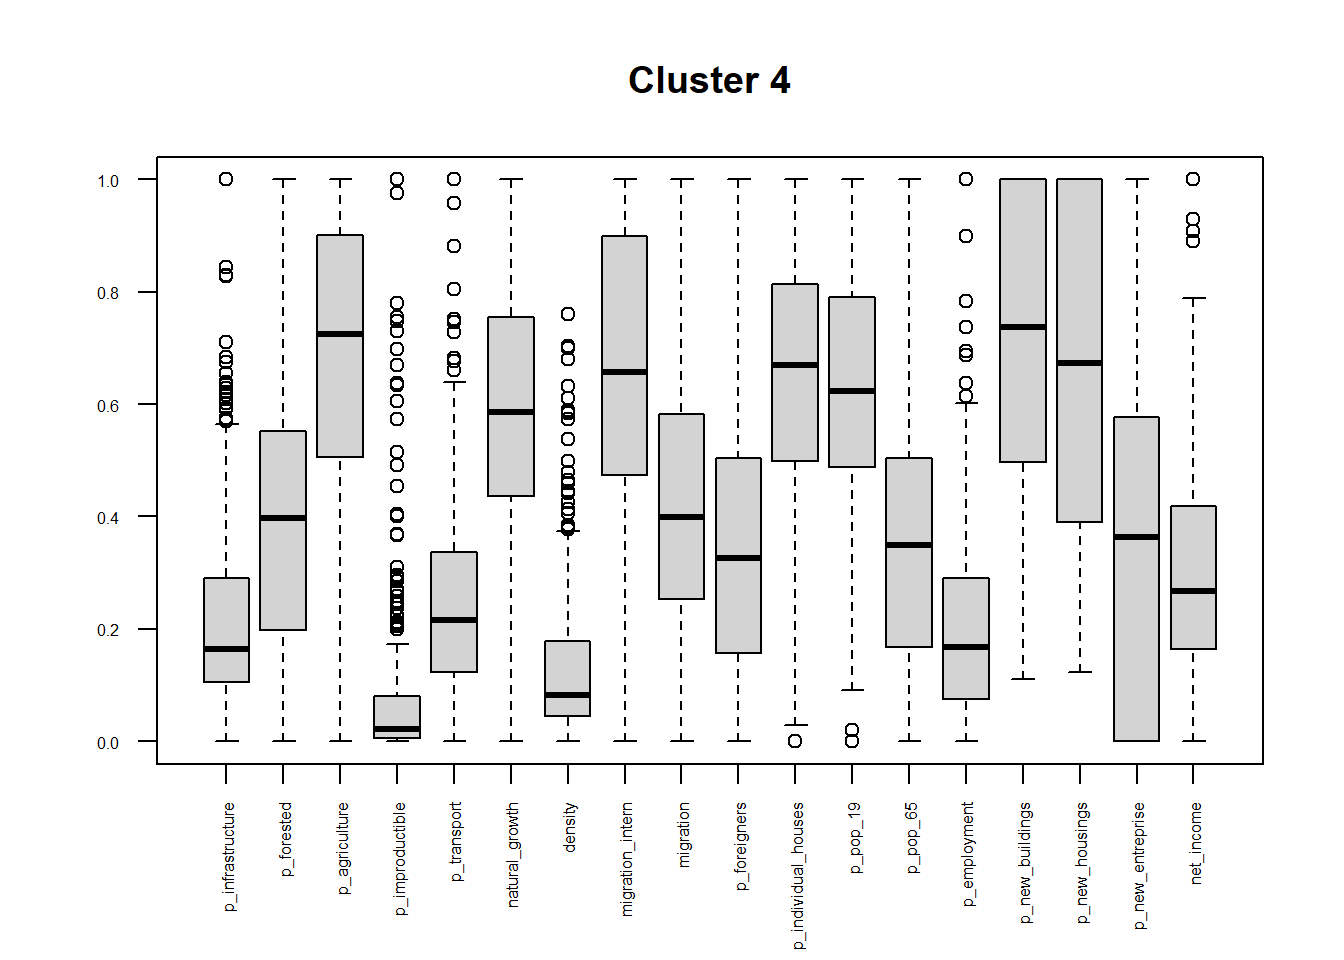 Cluster 4
1.0
0.8
0.6
0.4
0.2
0.0
p_infrastructure
p_forested
p_agriculture
p_improductible
p_transport
natural_growth
density
migration_intern
migration
p_foreigners
p_individual_houses
p_pop_19
p_pop_65
p_employment
p_new_buildings
p_new_housings
p_new_entreprise
net_income